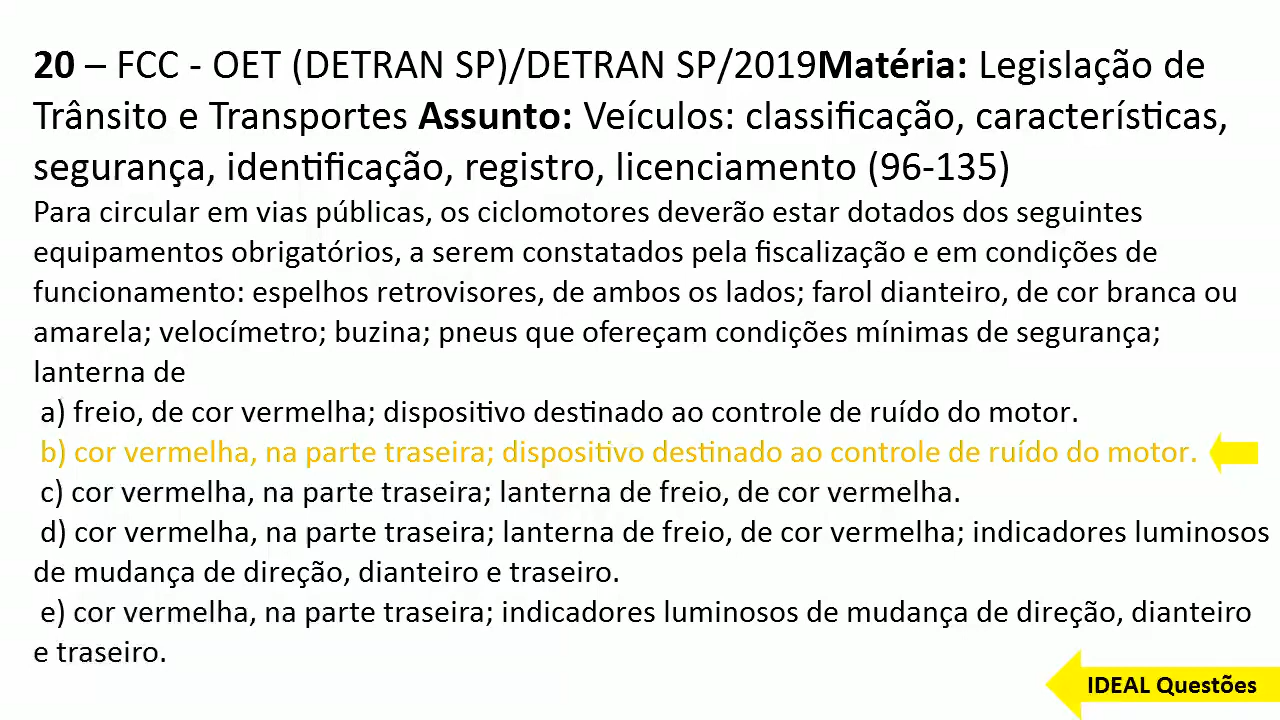 20 – FCC - OET (DETRAN SP)/DETRAN SP/2019Matéria: Legislação de
Trânsito e Transportes Assunto: Veículos: classificação, características,
segurança, identificação, registro, licenciamento (96-135)
Para circular em vias públicas, os ciclomotores deverão estar dotados dos seguintes
equipamentos obrigatórios, a serem constatados pela fiscalização e em condições de
funcionamento: espelhos retrovisores, de ambos os lados; farol dianteiro, de cor branca ou
amarela; velocímetro; buzina; pneus que ofereçam condições mínimas de segurança;
lanterna de
a) freio, de cor vermelha; dispositivo destinado ao controle de ruído do motor.
b) cor vermelha, na parte traseira; dispositivo destinado ao controle de ruído do motor.
c) cor vermelha, na parte traseira; lanterna de freio, de cor vermelha.
d) cor vermelha, na parte traseira; lanterna de freio, de cor vermelha; indicadores luminosos
de mudança de direção, dianteiro e traseiro.
e) cor vermelha, na parte traseira; indicadores luminosos de mudança de direção, dianteiro
e traseiro.
IDEAL Questões